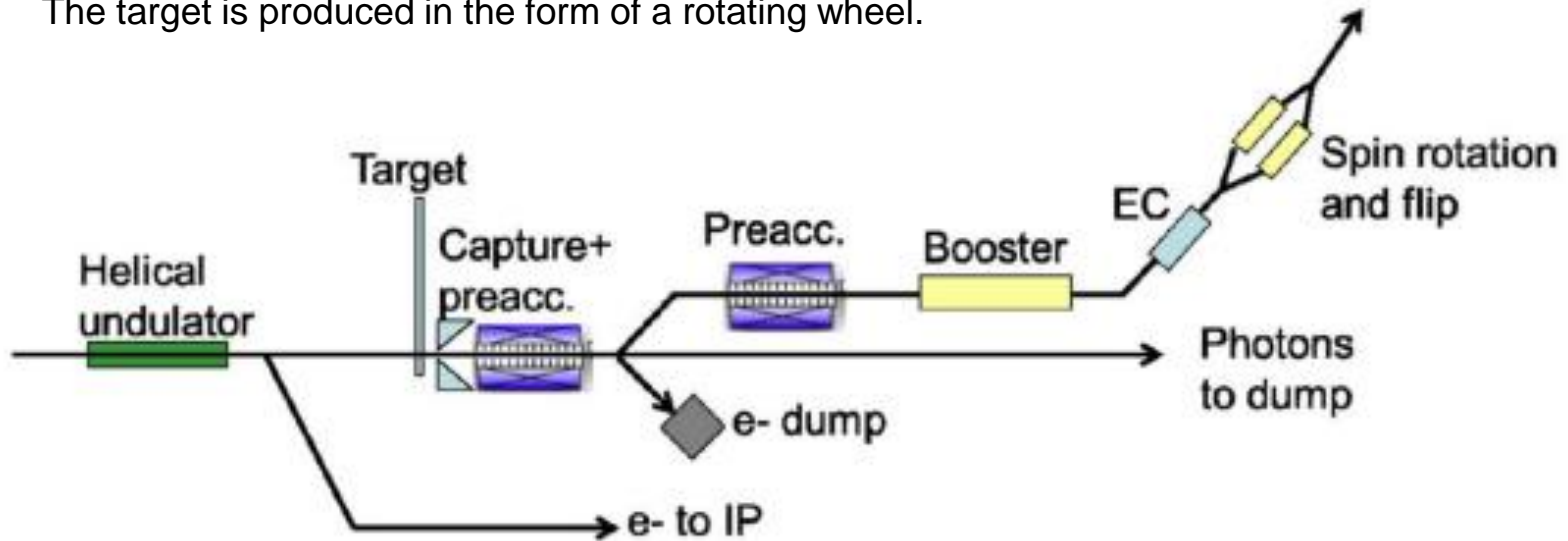 The target is produced in the form of a rotating wheel.
Target
Capture+
preacc.
Helical
undulator
Preacc.
Booster
EC
Spin rotation
and flip
Photons
to dump
e- dump
e- to IP